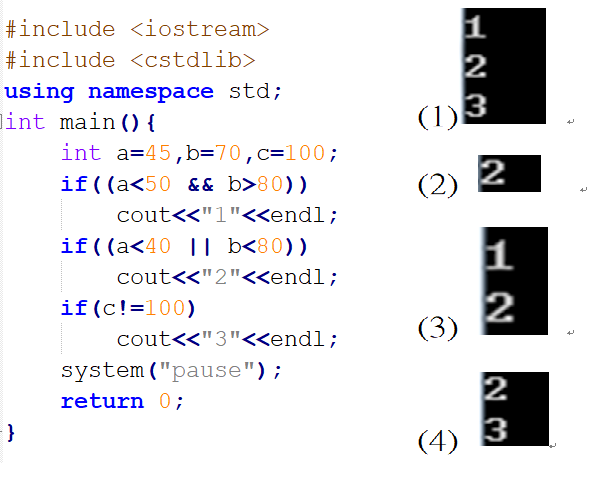 #include <iostream>
#include <cstdlib>
using namespace std;
int main(){
int a=45,b=70,c=100;
if((a<50 && b>80))
cout<<"1"<<endl;
if((a<40 || b<80))
cout<<"2"<<endl;
if(c!=100)
cout<<"3"<<endl;
system("pause");
return 0;
}
(1)
1
2
3
(2)
2
(3)
1
2
(4)
2
3